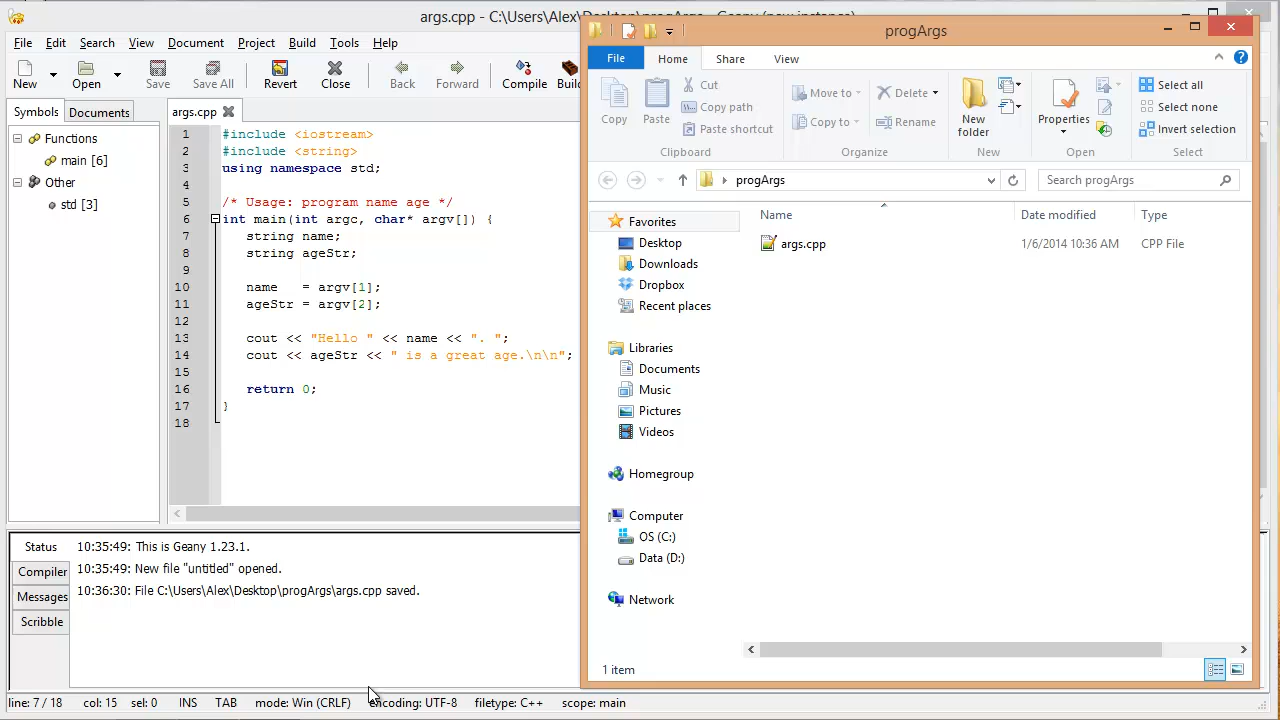 args.cpp - C:\Users\Alex\Desktop\progArgs - Geany (new instance)
File Edit Search View Document Project Build Tools Help
New Open Save Save All Revert Close Back Forward Compile Build
Symbols Documents
args.cpp
Functions
main [6]
Other
std [3]
1 #include <iostream>
2 #include <string>
3 using namespace std;
4
5 /* Usage: program name age */
6 int main(int argc, char* argv[]) {
7 string name;
8 string ageStr;
9
10 name   = argv[1];
11 ageStr = argv[2];
12
13 cout << "Hello " << name << ". ";
14 cout << ageStr << " is a great age.\n\n";
15
16 return 0;
17 }
18
Status
Compiler
Messages
Scribble
10:35:49: This is Geany 1.23.1.
10:35:49: New file "untitled" opened.
10:36:30: File C:\Users\Alex\Desktop\progArgs\args.cpp saved.
line: 7 / 18 col: 15 sel: 0 INS TAB mode: Win (CRLF) encoding: UTF-8 filetype: C++ scope: main
progArgs
File Home Share View
Copy
Paste
Cut
Copy path
Paste shortcut
Clipboard
Move to
Copy to
Delete
Rename
Organize
New folder
New
Properties
Open
Select all
Select none
Invert selection
Select
progArgs
Search progArgs
Name Date modified Type
args.cpp 1/6/2014 10:36 AM CPP File
Favorites
Desktop
Downloads
Dropbox
Recent places
Libraries
Documents
Music
Pictures
Videos
Homegroup
Computer
OS (C:)
Data (D:)
Network
1 item